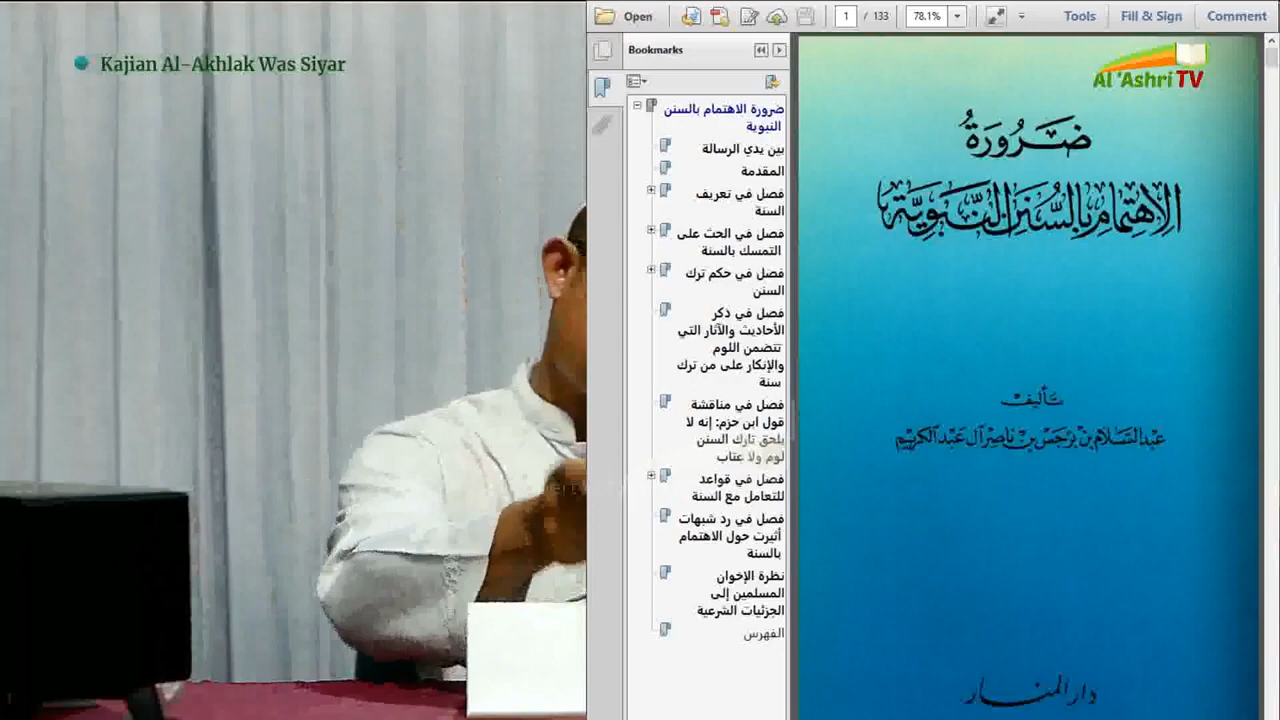 Kajian Al-Akhlak Was Siyar
Open
1 / 133
78.1%
Tools
Fill & Sign
Comment
Bookmarks
ضرورة الاهتمام بالسنن
النبوية
بين يدي الرسالة
المقدمة
فصل في تعريف
السنة
فصل في الحث على
التمسك بالسنة
فصل في حكم ترك
السنن
فصل في ذكر
الأحاديث والآثار التي
تتضمن اللوم
والإنكار على من ترك
سنة
فصل في مناقشة
قول ابن حزم: إنه لا
يلحق تارك السنن
لوم ولا عتاب
فصل في قواعد
للتعامل مع السنة
فصل في رد شبهات
أثيرت حول الاهتمام
بالسنة
نظرة الإخوان
المسلمين إلى
الجزئيات الشرعية
الفهرس
Al 'Ashri TV
ضَرُورَةُ
الاِهْتِمَامِ بِالسُّنَنِ النَّبَوِيَّةِ
تأليف
عبد السلام بن برجس بن ناصر آل عبد الكريم
دار المنار